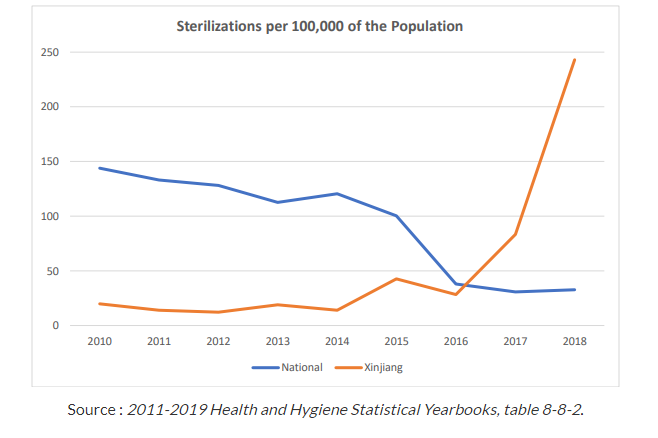 Sterilizations per 100,000 of the Population
250
200
150
100
50
0
2010 2011 2012 2013 2014 2015 2016 2017 2018
National Xinjiang
Source : 2011-2019 Health and Hygiene Statistical Yearbooks, table 8-8-2.